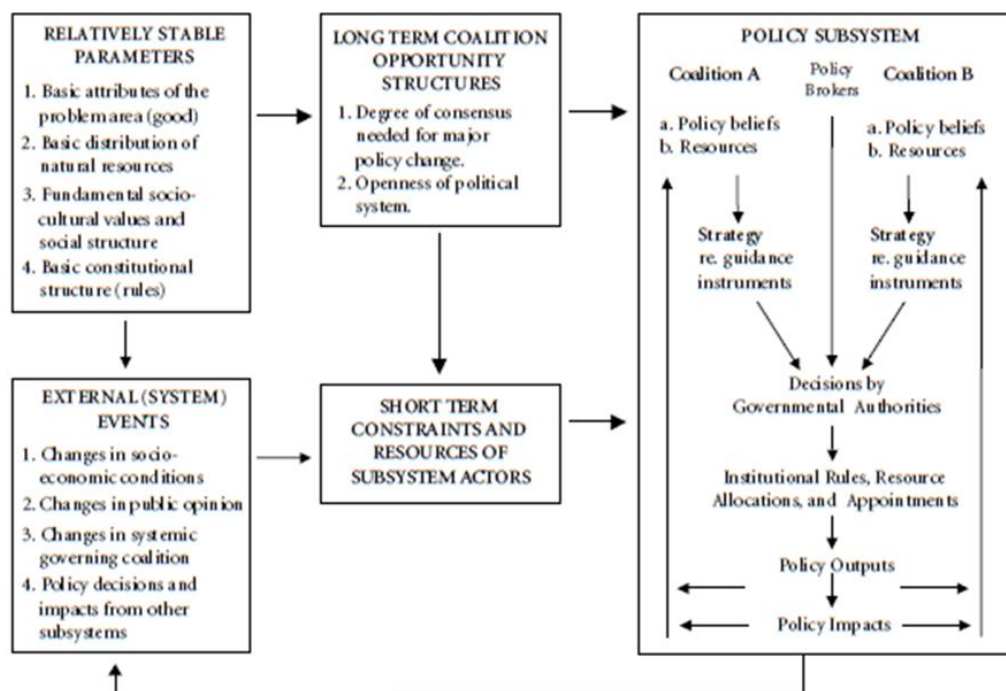 RELATIVELY STABLE
PARAMETERS
1. Basic attributes of the
problem area (good)
2. Basic distribution of
natural resources
3. Fundamental socio-
cultural values and
social structure
4. Basic constitutional
structure (rules)
LONG TERM COALITION
OPPORTUNITY
STRUCTURES
1. Degree of consensus
needed for major
policy change.
2. Openness of political
system.
POLICY SUBSYSTEM
Coalition A
Policy
Brokers
Coalition B
a. Policy beliefs
b. Resources
a. Policy beliefs
b. Resources
Strategy
re. guidance
instruments
Strategy
re. guidance
instruments
Decisions by
Governmental Authorities
Institutional Rules, Resource
Allocations, and Appointments
Policy Outputs
Policy Impacts
EXTERNAL (SYSTEM)
EVENTS
1. Changes in socio-
economic conditions
2. Changes in public opinion
3. Changes in systemic
governing coalition
4. Policy decisions and
impacts from other
subsystems
SHORT TERM
CONSTRAINTS AND
RESOURCES OF
SUBSYSTEM ACTORS